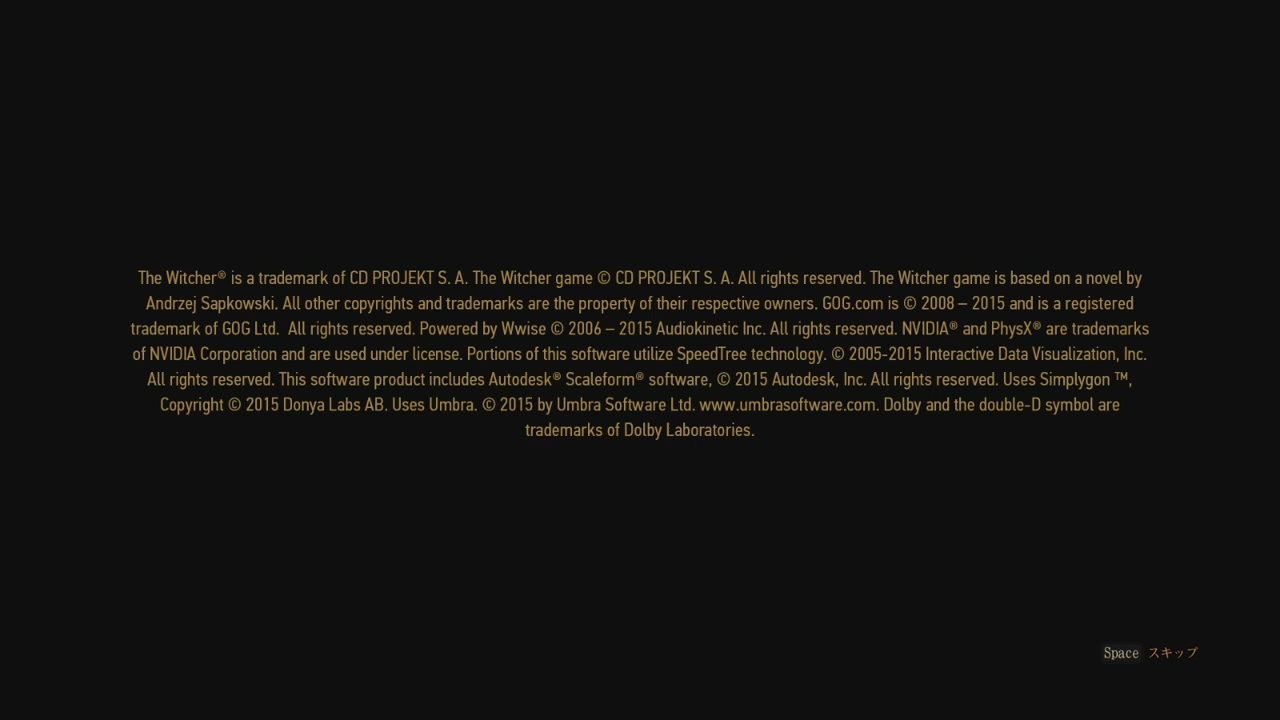 The Witcher® is a trademark of CD PROJEKT S. A. The Witcher game © CD PROJEKT S. A. All rights reserved. The Witcher game is based on a novel by
Andrzej Sapkowski. All other copyrights and trademarks are the property of their respective owners. GOG.com is © 2008 – 2015 and is a registered
trademark of GOG Ltd.  All rights reserved. Powered by Wwise © 2006 – 2015 Audiokinetic Inc. All rights reserved. NVIDIA® and PhysX® are trademarks
of NVIDIA Corporation and are used under license. Portions of this software utilize SpeedTree technology. © 2005-2015 Interactive Data Visualization, Inc.
All rights reserved. This software product includes Autodesk® Scaleform® software, © 2015 Autodesk, Inc. All rights reserved. Uses Simplygon ™,
Copyright © 2015 Donya Labs AB. Uses Umbra. © 2015 by Umbra Software Ltd. www.umbrasoftware.com. Dolby and the double-D symbol are
trademarks of Dolby Laboratories.
Space スキップ